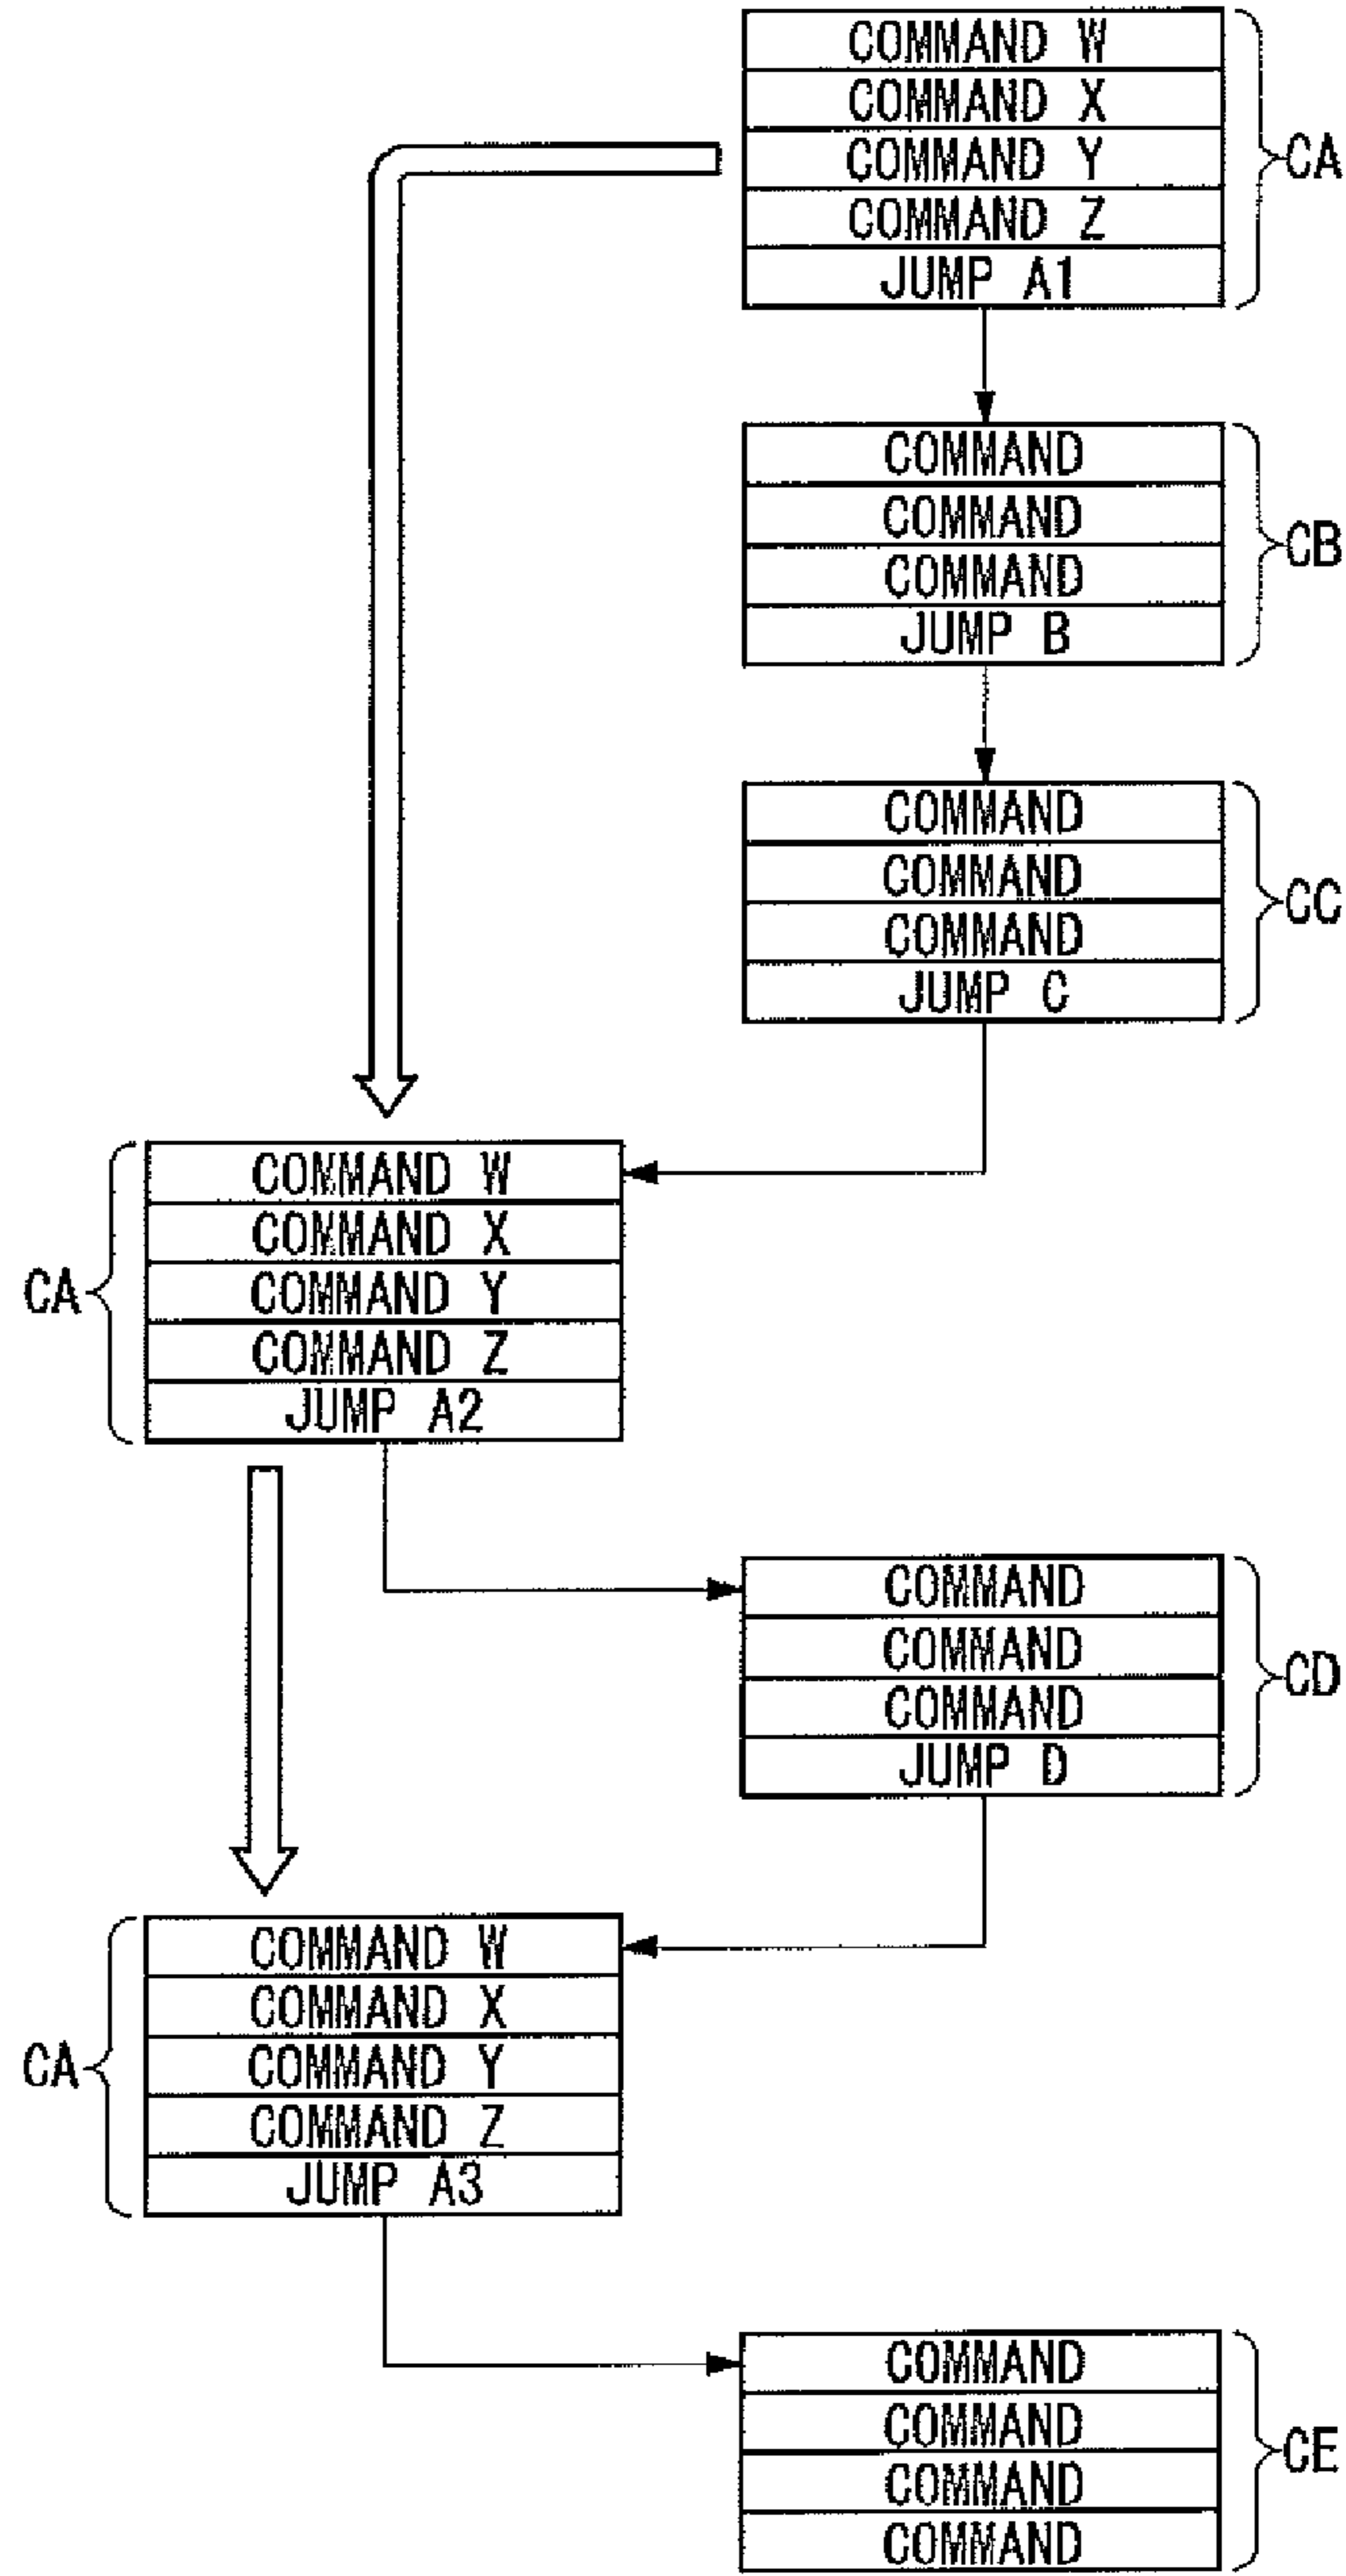 COMMAND W
COMMAND X
COMMAND Y
COMMAND Z
JUMP A1
CA
COMMAND
COMMAND
COMMAND
JUMP B
CB
COMMAND
COMMAND
COMMAND
JUMP C
CC
CA
COMMAND W
COMMAND X
COMMAND Y
COMMAND Z
JUMP A2
COMMAND
COMMAND
COMMAND
JUMP D
CD
CA
COMMAND W
COMMAND X
COMMAND Y
COMMAND Z
JUMP A3
COMMAND
COMMAND
COMMAND
COMMAND
CE